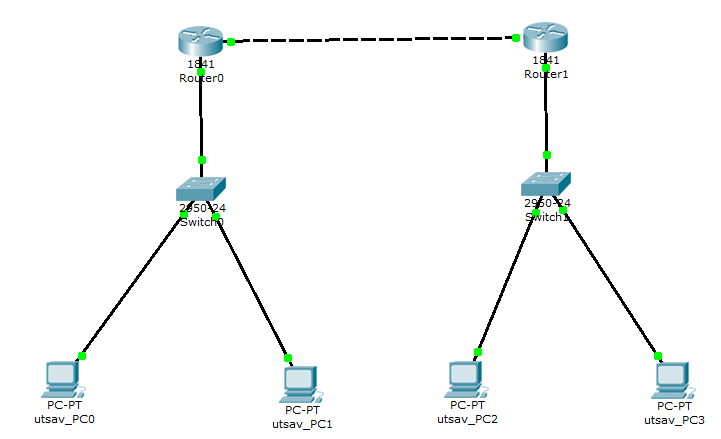 1841
Router0
1841
Router1
2950-24
Switch0
2950-24
Switch1
PC-PT
utsav_PC0
PC-PT
utsav_PC1
PC-PT
utsav_PC2
PC-PT
utsav_PC3